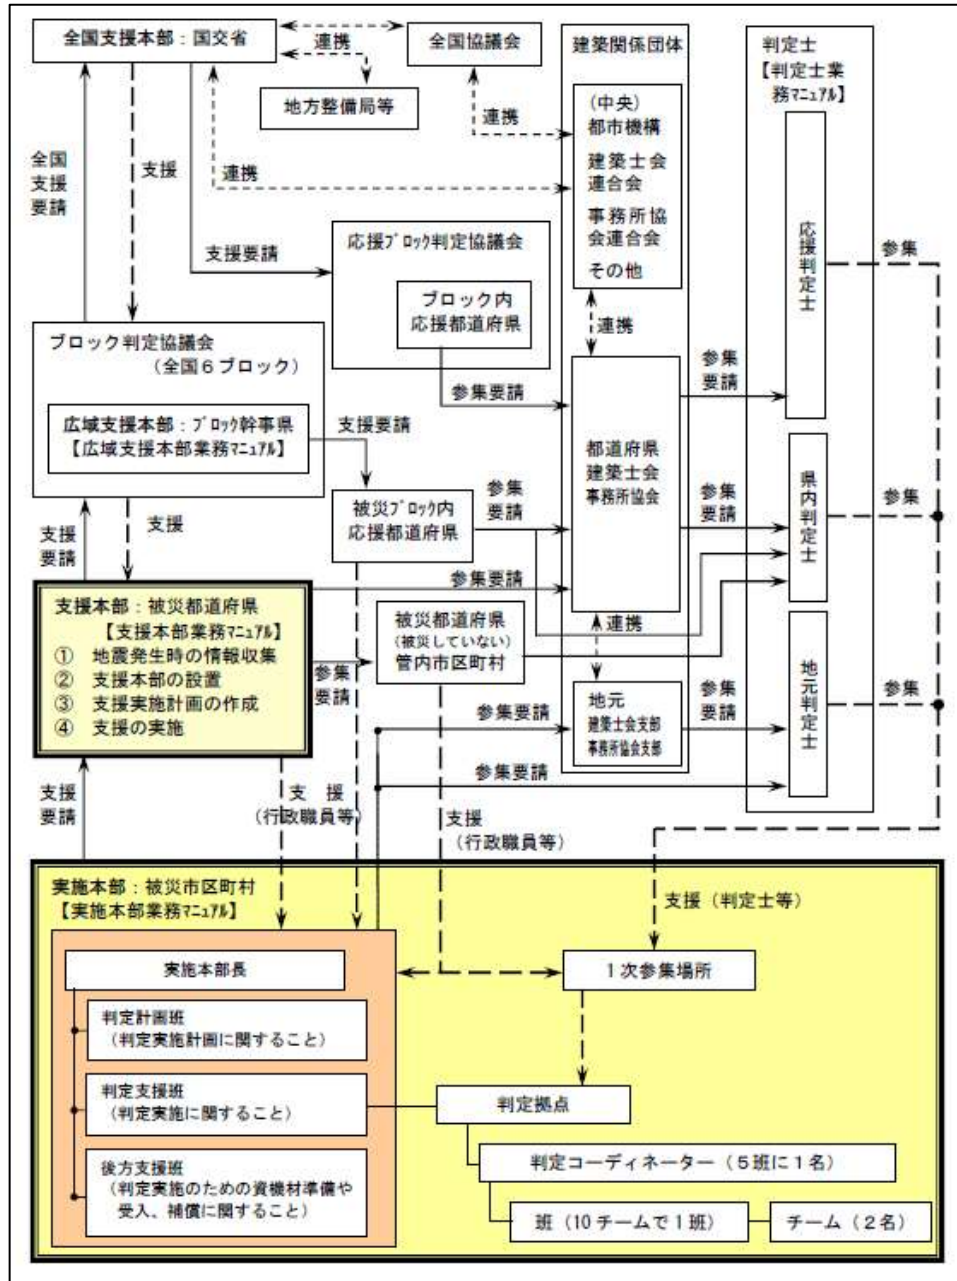 全国支援本部：国交省
連携
全国協議会
地方整備局等
連携
連携
建築関係団体
(中央)
都市機構
建築士会
連合会
事務所協
会連合会
その他
判定士
【判定士業
務ﾏﾆｭｱﾙ】
全国
支援
要請
支援
支援要請
応援ﾌﾞﾛｯｸ判定協議会
ブロック内
応援都道府県
連携
応援判定士
参集
ブロック判定協議会
(全国６ブロック)
広域支援本部：ﾌﾞﾛｯｸ幹事県
【広域支援本部業務ﾏﾆｭｱﾙ】
支援要請
参集要請
参集
要請
都道府県
建築士会
事務所協会
被災ﾌﾞﾛｯｸ内
応援都道府県
参集
要請
参集
要請
県内判定士
参集
支援
要請
支援
参集要請
支援本部：被災都道府県
【支援本部業務ﾏﾆｭｱﾙ】
① 地震発生時の情報収集
② 支援本部の設置
③ 支援実施計画の作成
④ 支援の実施
参集
要請
被災都道府県
(被災していない)
管内市区町村
連携
地元
建築士会支部
事務所協会支部
参集要請
参集
要請
地元判定士
参集
参集要請
支援
要請
支 援
(行政職員等)
支援
(行政職員等)
実施本部：被災市区町村
【実施本部業務ﾏﾆｭｱﾙ】
支援（判定士等）
実施本部長
１次参集場所
判定計画班
（判定実施計画に関すること）
判定支援班
（判定実施に関すること）
判定拠点
後方支援班
（判定実施のための資機材準備や
受入、補償に関すること）
判定コーディネーター（５班に１名）
班（10チームで１班）
チーム（２名）